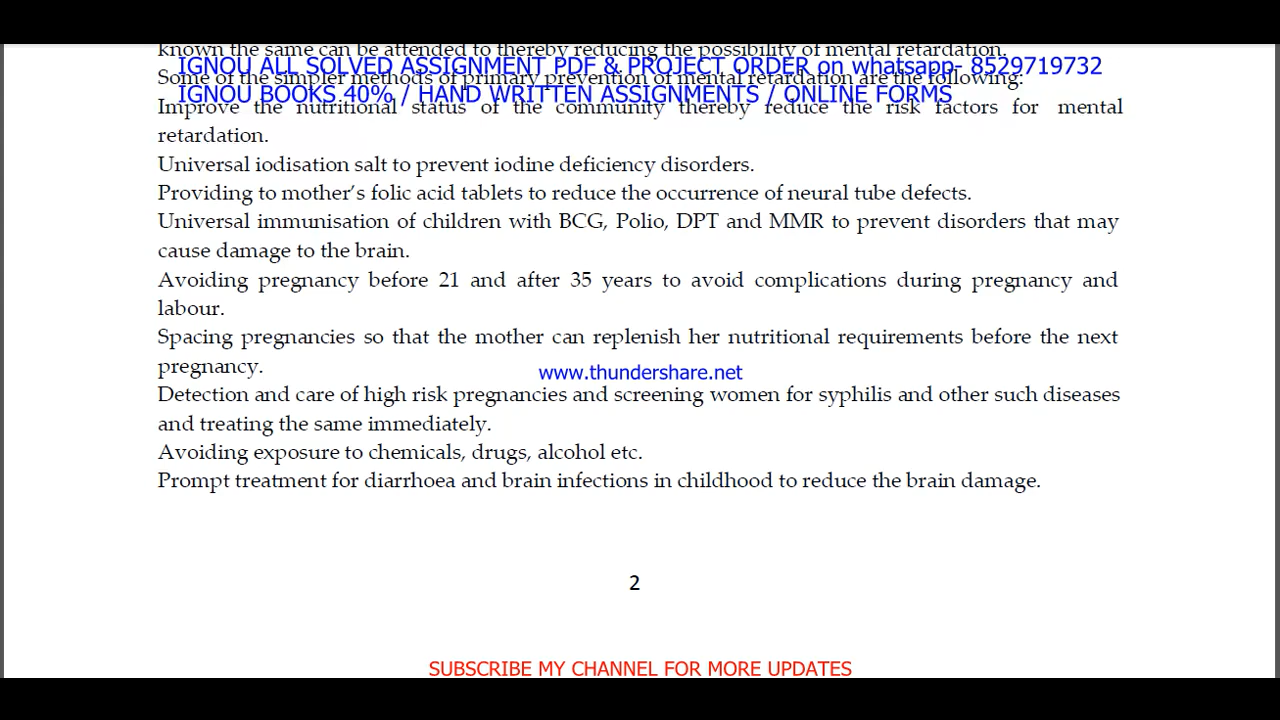 known the same can be attended to thereby reducing the possibility of mental retardation.
IGNOU ALL SOLVED ASSIGNMENT PDF & PROJECT ORDER on whatsapp- 8529719732
Some of the simpler methods of primary prevention of mental retardation are the following:
IGNOU BOOKS 40% / HAND WRITTEN ASSIGNMENTS / ONLINE FORMS
Improve the nutritional status of the community thereby reduce the risk factors for mental
retardation.
Universal iodisation salt to prevent iodine deficiency disorders.
Providing to mother’s folic acid tablets to reduce the occurrence of neural tube defects.
Universal immunisation of children with BCG, Polio, DPT and MMR to prevent disorders that may
cause damage to the brain.
Avoiding pregnancy before 21 and after 35 years to avoid complications during pregnancy and
labour.
Spacing pregnancies so that the mother can replenish her nutritional requirements before the next
pregnancy.
www.thundershare.net
Detection and care of high risk pregnancies and screening women for syphilis and other such diseases
and treating the same immediately.
Avoiding exposure to chemicals, drugs, alcohol etc.
Prompt treatment for diarrhoea and brain infections in childhood to reduce the brain damage.
2
SUBSCRIBE MY CHANNEL FOR MORE UPDATES